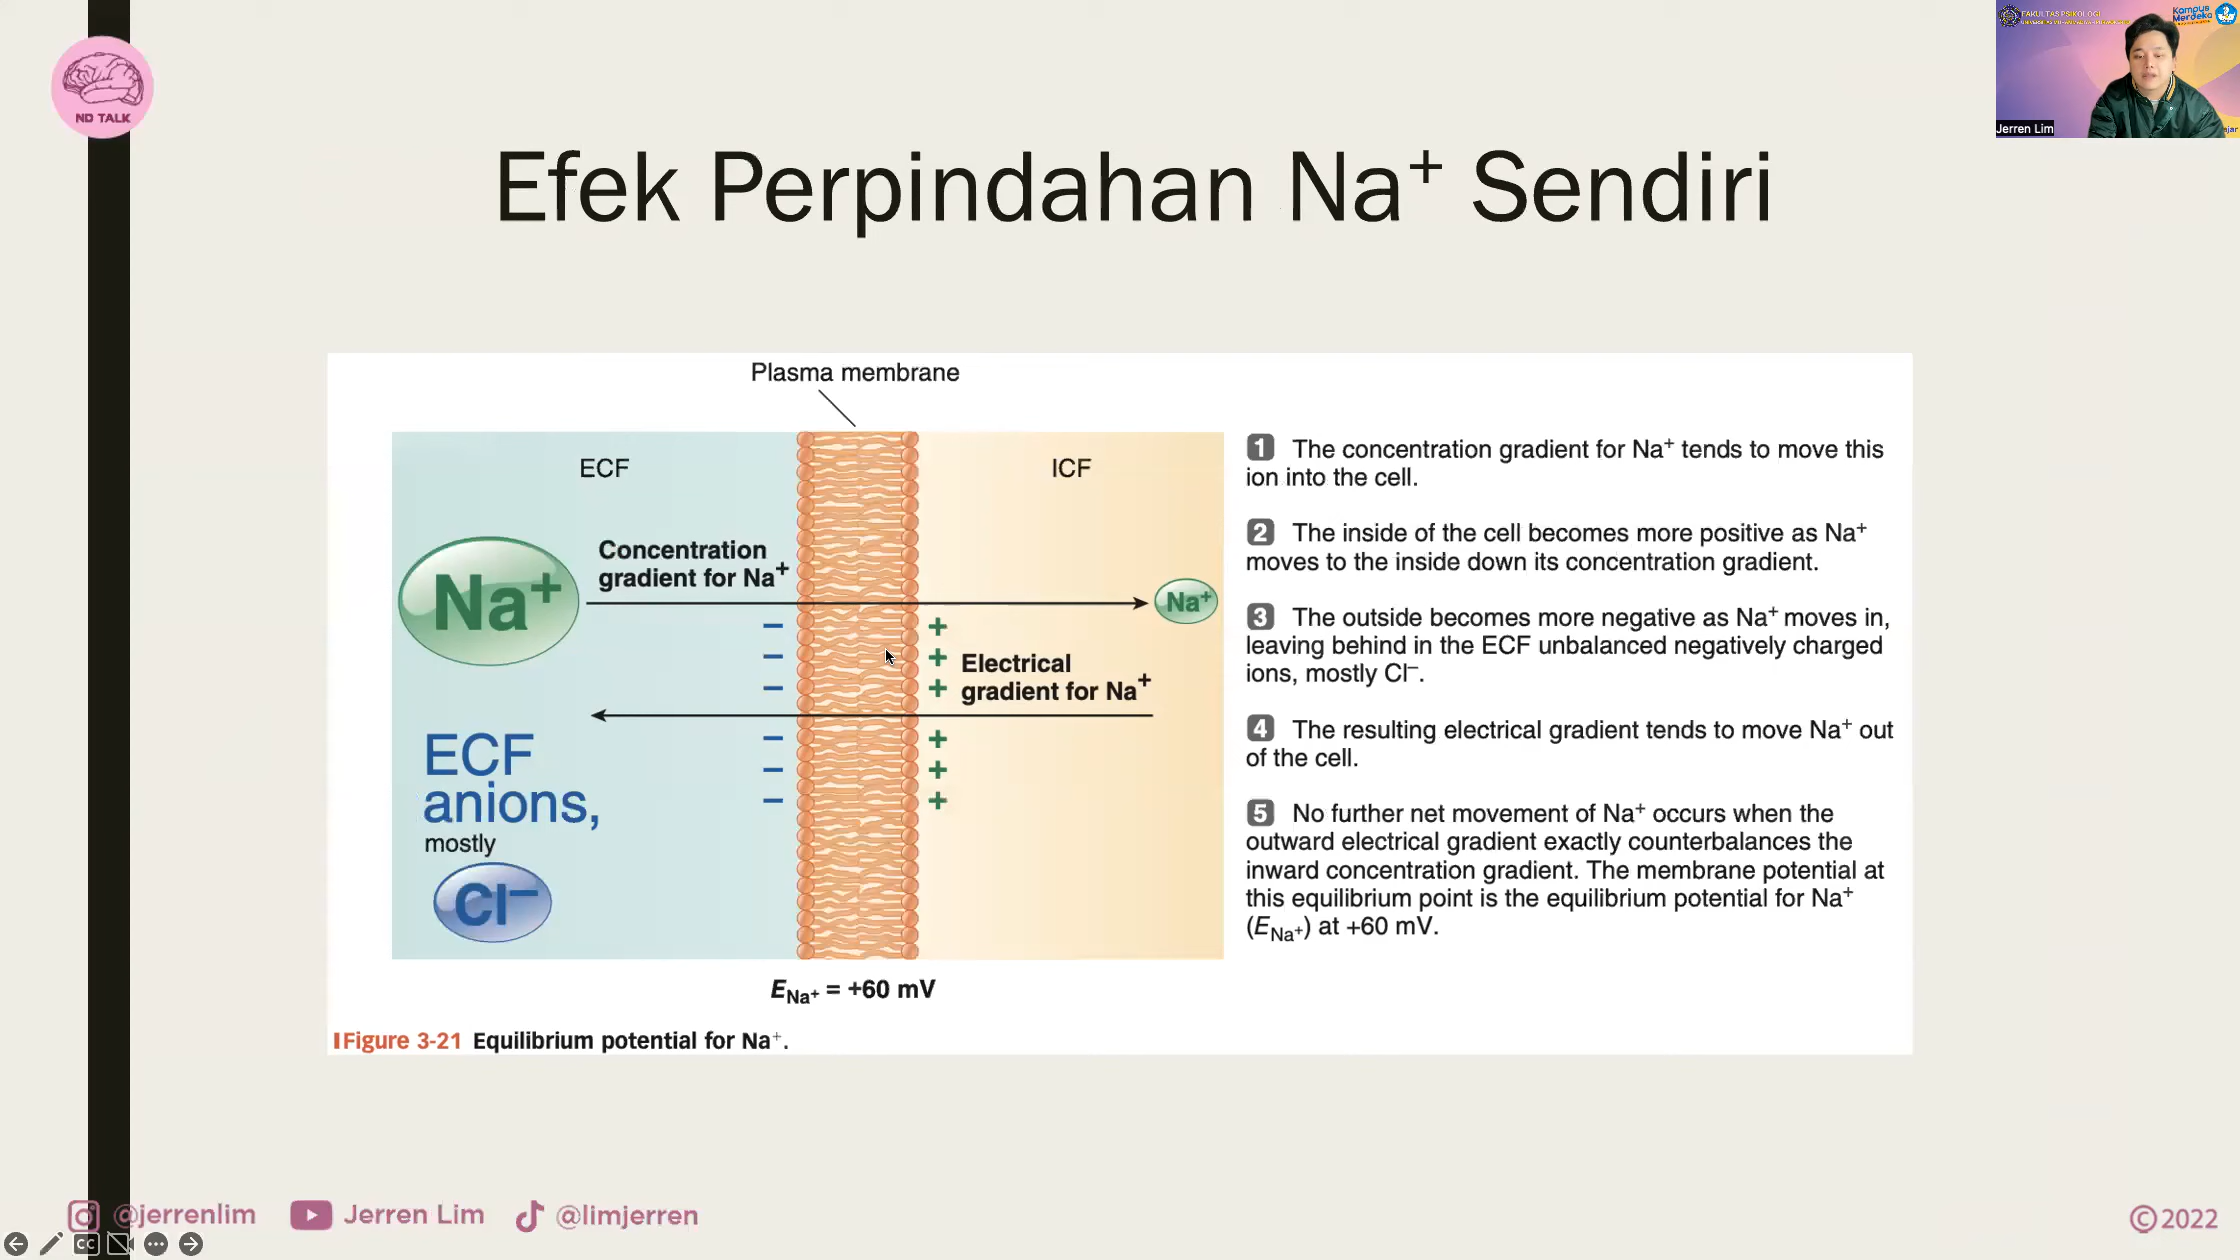 FAKULTAS PSIKOLOGI
Kampus
Merdeka
Jerren Lim
ND TALK
Efek Perpindahan Na⁺ Sendiri
Plasma membrane
ECF
ICF
Concentration
gradient for Na⁺
Na⁺
Na⁺
− +
− +
− +
Electrical
gradient for Na⁺
− +
− +
− +
ECF
anions,
mostly
Cl⁻
E Na⁺ = +60 mV
1 The concentration gradient for Na⁺ tends to move this
ion into the cell.
2 The inside of the cell becomes more positive as Na⁺
moves to the inside down its concentration gradient.
3 The outside becomes more negative as Na⁺ moves in,
leaving behind in the ECF unbalanced negatively charged
ions, mostly Cl⁻.
4 The resulting electrical gradient tends to move Na⁺ out
of the cell.
5 No further net movement of Na⁺ occurs when the
outward electrical gradient exactly counterbalances the
inward concentration gradient. The membrane potential at
this equilibrium point is the equilibrium potential for Na⁺
(E Na⁺) at +60 mV.
Figure 3-21 Equilibrium potential for Na⁺.
@jerrenlim Jerren Lim @limjerren
©2022
CC